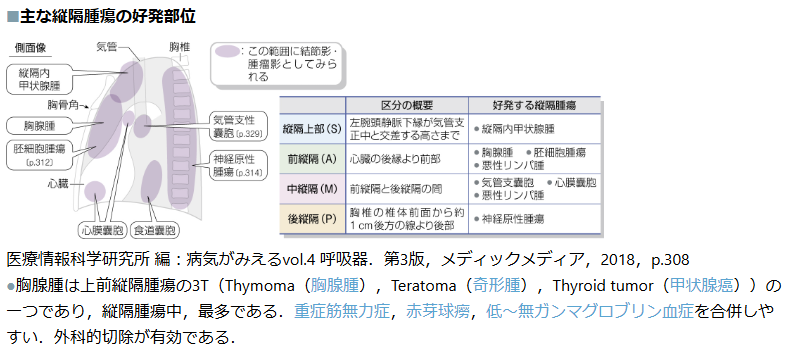 ■主な縦隔腫瘍の好発部位
側面像
気管
胸椎
：この範囲に結節影・
腫瘤影としてみら
れる
縦隔内
甲状腺腫
胸骨角
胸腺腫
胚細胞腫瘍
(p.312)
心臓
気管支性
嚢胞(p.329)
神経原性
腫瘍(p.314)
心膜嚢胞
食道嚢胞
区分の概要 好発する縦隔腫瘍
縦隔上部(S) 左腕頭静脈下縁が気管支正中と交差する高さまで ●縦隔内甲状腺腫
前縦隔(A) 心臓の後縁より前部 ●胸腺腫 ●胚細胞腫瘍 ●悪性リンパ腫
中縦隔(M) 前縦隔と後縦隔の間 ●気管支嚢胞 ●心膜嚢胞 ●悪性リンパ腫
後縦隔(P) 胸椎の椎体前面から約1cm後方の線より後部 ●神経原性腫瘍
医療情報科学研究所 編：病気がみえるvol.4 呼吸器．第3版，メディックメディア，2018，p.308
●胸腺腫は上前縦隔腫瘍の3T（Thymoma（胸腺腫），Teratoma（奇形腫），Thyroid tumor（甲状腺癌））の
一つであり，縦隔腫瘍中，最多である．重症筋無力症，赤芽球癆，低～無ガンマグロブリン血症を合併しや
すい．外科的切除が有効である．